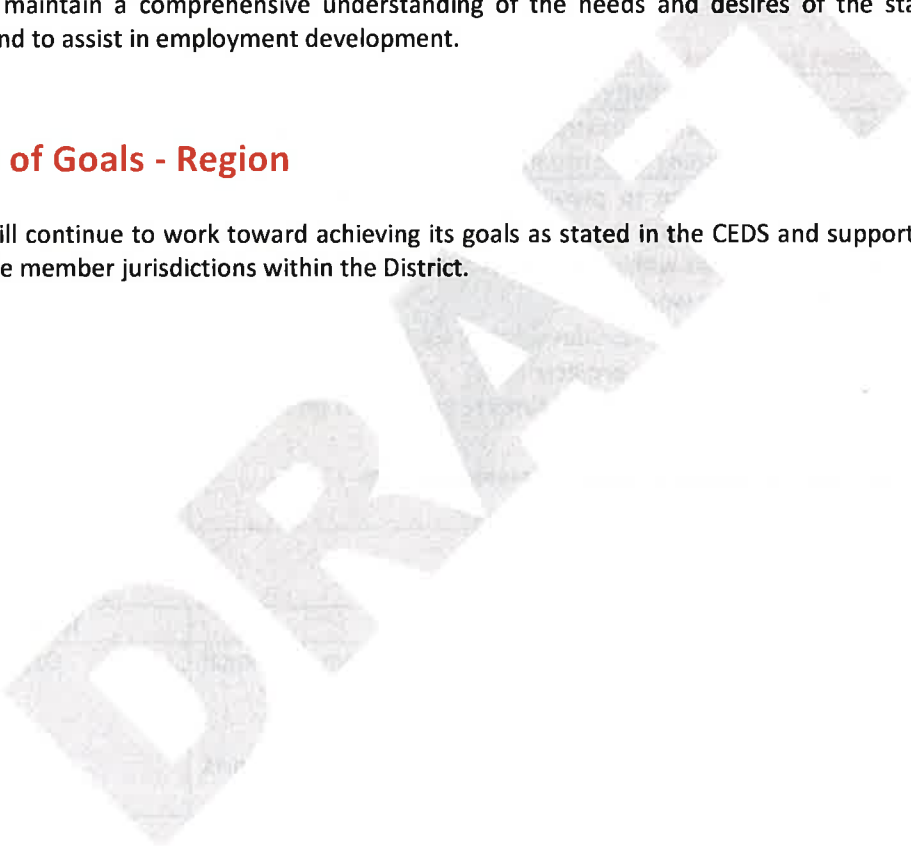 maintain a comprehensive understanding of the needs and desires of the sta
nd to assist in employment development.
of Goals - Region
ill continue to work toward achieving its goals as stated in the CEDS and support
e member jurisdictions within the District.
DRAFT